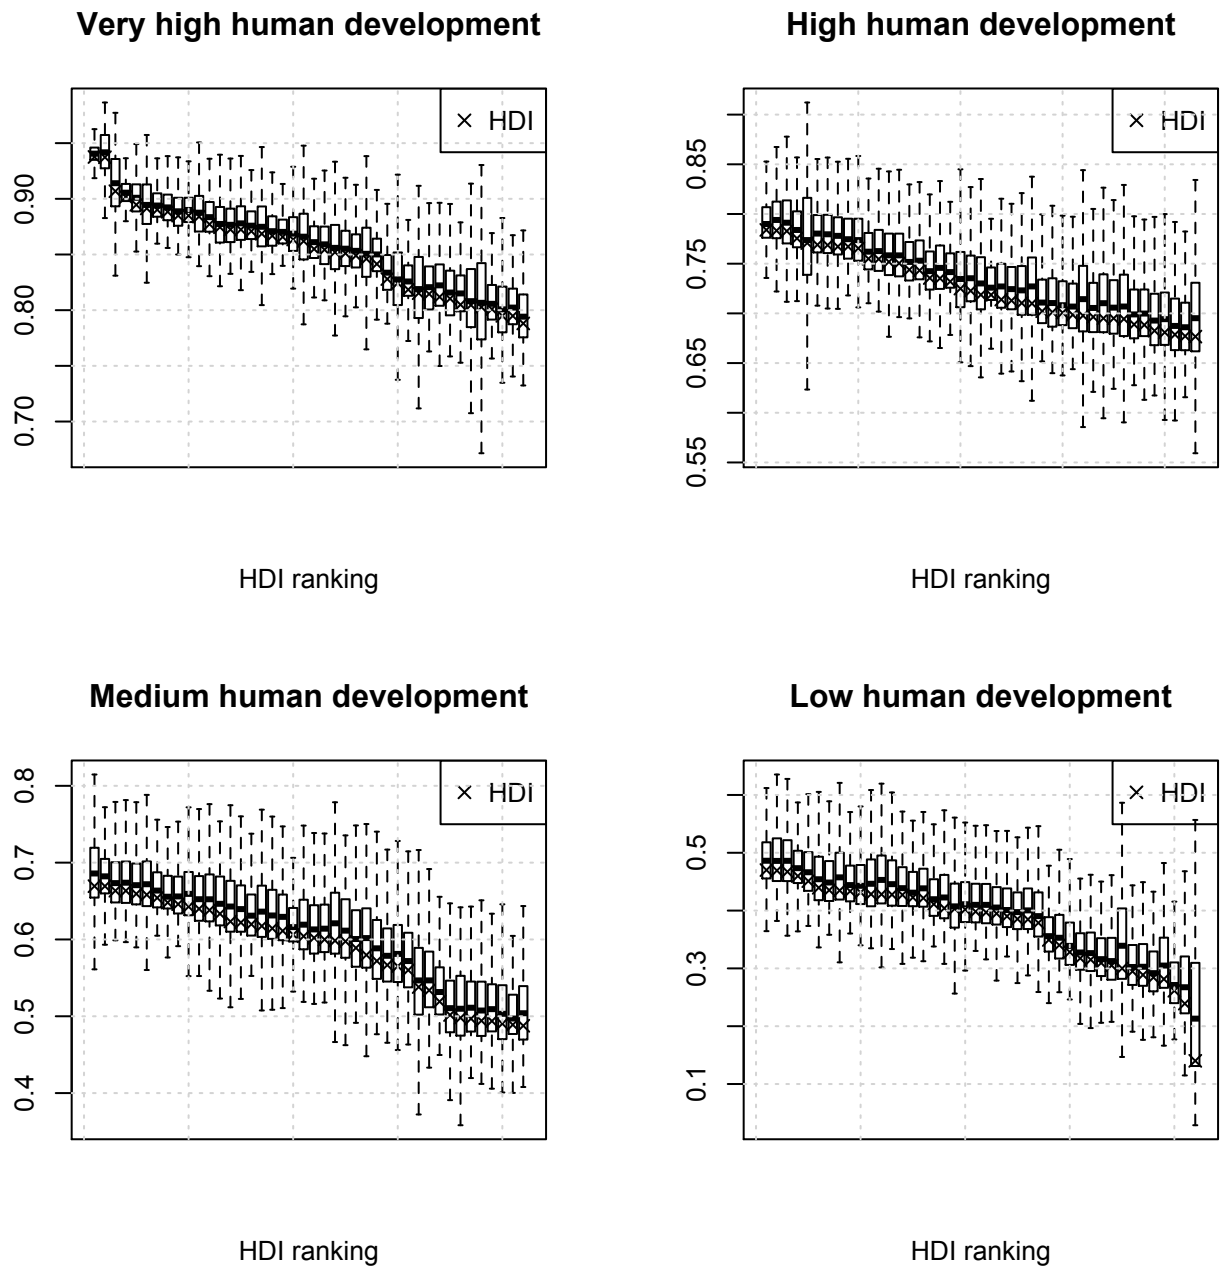 Very high human development
HDI
0.90
0.80
0.70
HDI ranking
High human development
HDI
0.85
0.75
0.65
0.55
HDI ranking
Medium human development
HDI
0.8
0.7
0.6
0.5
0.4
HDI ranking
Low human development
HDI
0.5
0.3
0.1
HDI ranking